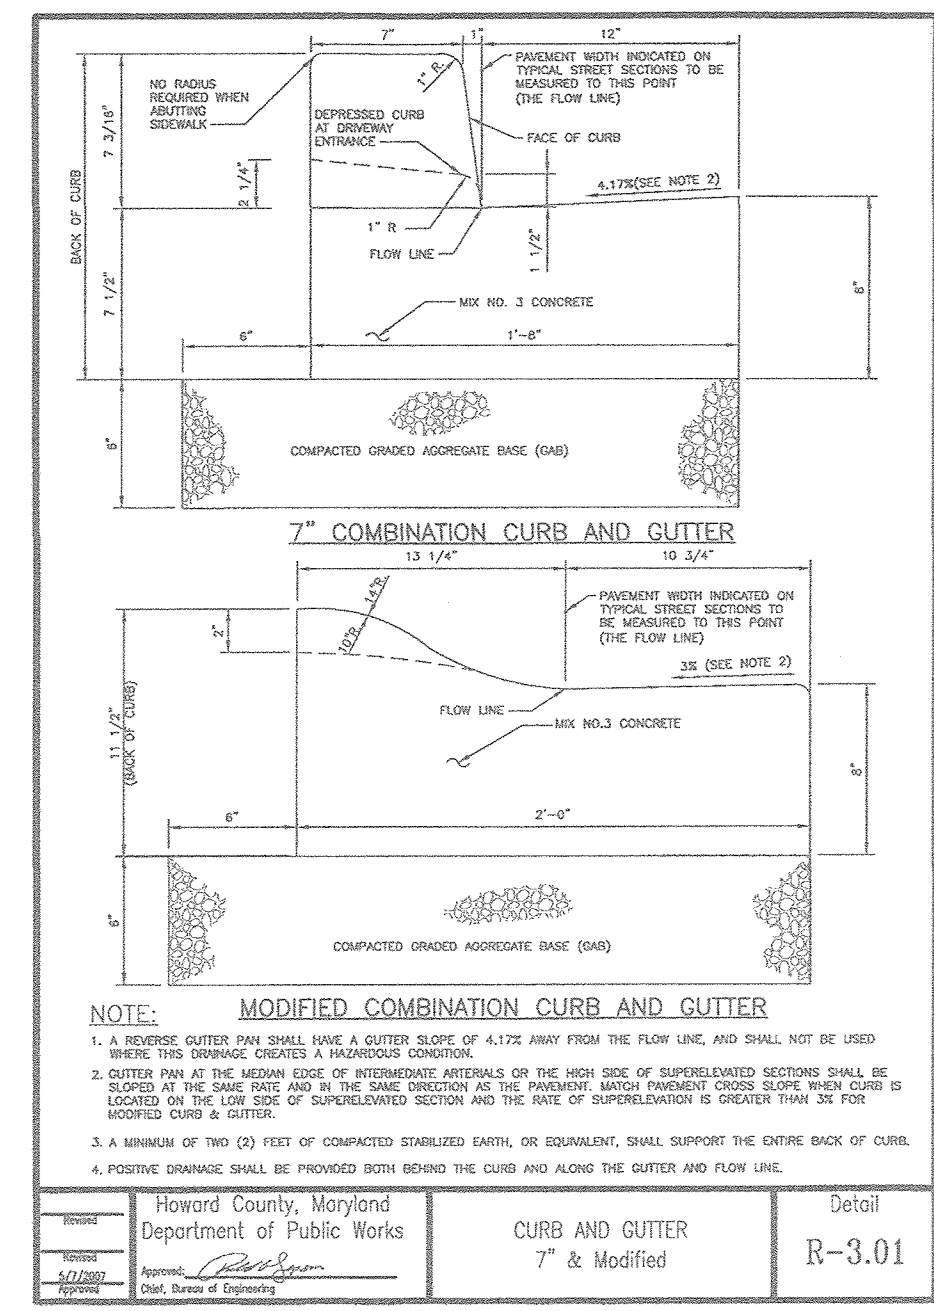 7"
1"
12"
NO RADIUS
REQUIRED WHEN
ABUTTING
SIDEWALK
1" R.
PAVEMENT WIDTH INDICATED ON
TYPICAL STREET SECTIONS TO BE
MEASURED TO THIS POINT
(THE FLOW LINE)
DEPRESSED CURB
AT DRIVEWAY
ENTRANCE
FACE OF CURB
7 3/16"
2 1/4"
4.17%(SEE NOTE 2)
BACK OF CURB
1" R
FLOW LINE
1 1/2"
7 1/2"
8"
MIX NO. 3 CONCRETE
6"
1'-8"
6"
COMPACTED GRADED AGGREGATE BASE (GAB)
7" COMBINATION CURB AND GUTTER
13 1/4"
10 3/4"
14"R.
10"R.
2"
PAVEMENT WIDTH INDICATED ON
TYPICAL STREET SECTIONS TO
BE MEASURED TO THIS POINT
(THE FLOW LINE)
3% (SEE NOTE 2)
FLOW LINE
MIX NO.3 CONCRETE
11 1/2"
(BACK OF CURB)
8"
6"
2'-0"
6"
COMPACTED GRADED AGGREGATE BASE (GAB)
MODIFIED COMBINATION CURB AND GUTTER
NOTE:
1. A REVERSE GUTTER PAN SHALL HAVE A GUTTER SLOPE OF 4.17% AWAY FROM THE FLOW LINE, AND SHALL NOT BE USED
WHERE THIS DRAINAGE CREATES A HAZARDOUS CONDITION.
2. GUTTER PAN AT THE MEDIAN EDGE OF INTERMEDIATE ARTERIALS OR THE HIGH SIDE OF SUPERELEVATED SECTIONS SHALL BE
SLOPED AT THE SAME RATE AND IN THE SAME DIRECTION AS THE PAVEMENT. MATCH PAVEMENT CROSS SLOPE WHEN CURB IS
LOCATED ON THE LOW SIDE OF SUPERELEVATED SECTION AND THE RATE OF SUPERELEVATION IS GREATER THAN 3% FOR
MODIFIED CURB & GUTTER.
3. A MINIMUM OF TWO (2) FEET OF COMPACTED STABILIZED EARTH, OR EQUIVALENT, SHALL SUPPORT THE ENTIRE BACK OF CURB.
4. POSITIVE DRAINAGE SHALL BE PROVIDED BOTH BEHIND THE CURB AND ALONG THE GUTTER AND FLOW LINE.
Revised
Revised
5/7/2007
Approved
Howard County, Maryland
Department of Public Works
Approved:
Chief, Bureau of Engineering
CURB AND GUTTER
7" & Modified
Detail
R-3.01